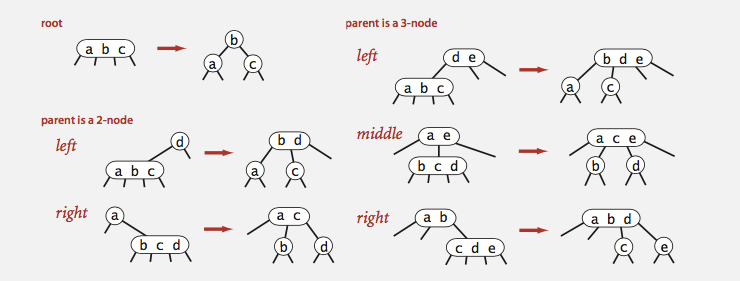 root
a b c
b
a
c
parent is a 2-node
left
d
a b c
b d
a
c
right
a
b c d
a c
b
d
parent is a 3-node
left
d e
a b c
b d e
a
c
middle
a e
b c d
a c e
b
d
right
a b
c d e
a b d
c
e